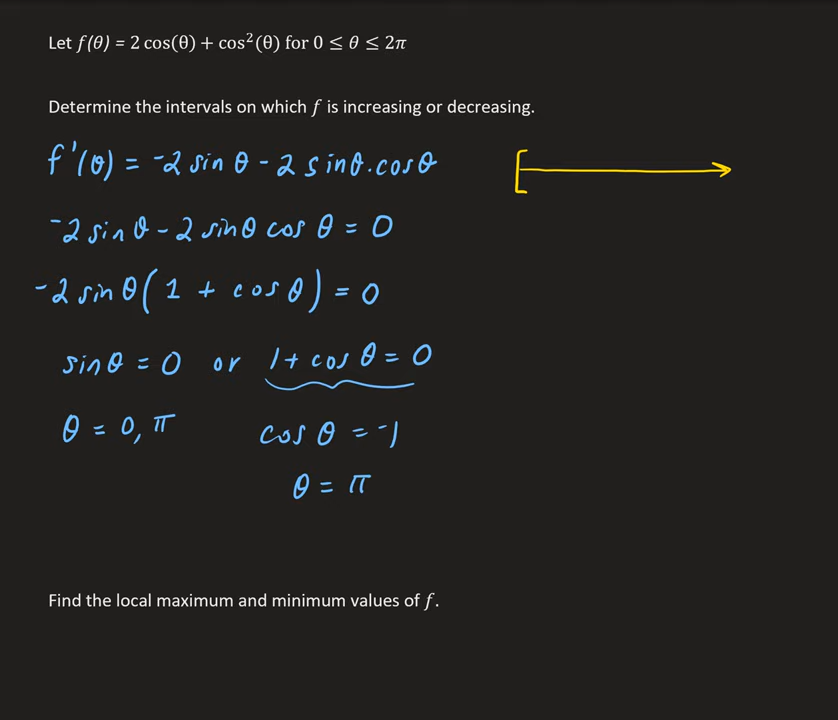 Let f(θ) = 2 cos(θ) + cos²(θ) for 0 ≤ θ ≤ 2π
Determine the intervals on which f is increasing or decreasing.
f'(θ) = -2 sin θ - 2 sinθ · cosθ
-2 sinθ - 2 sinθ cos θ = 0
-2 sin θ ( 1 + cos θ ) = 0
sinθ = 0 or 1 + cos θ = 0
θ = 0, π cos θ = -1
θ = π
Find the local maximum and minimum values of f.